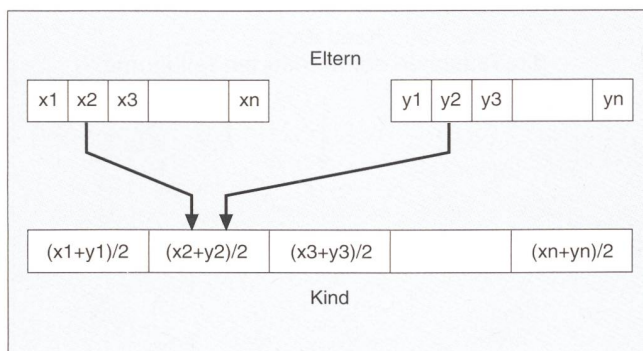 Eltern
x1 x2 x3 xn
y1 y2 y3 yn
(x1+y1)/2 (x2+y2)/2 (x3+y3)/2 (xn+yn)/2
Kind